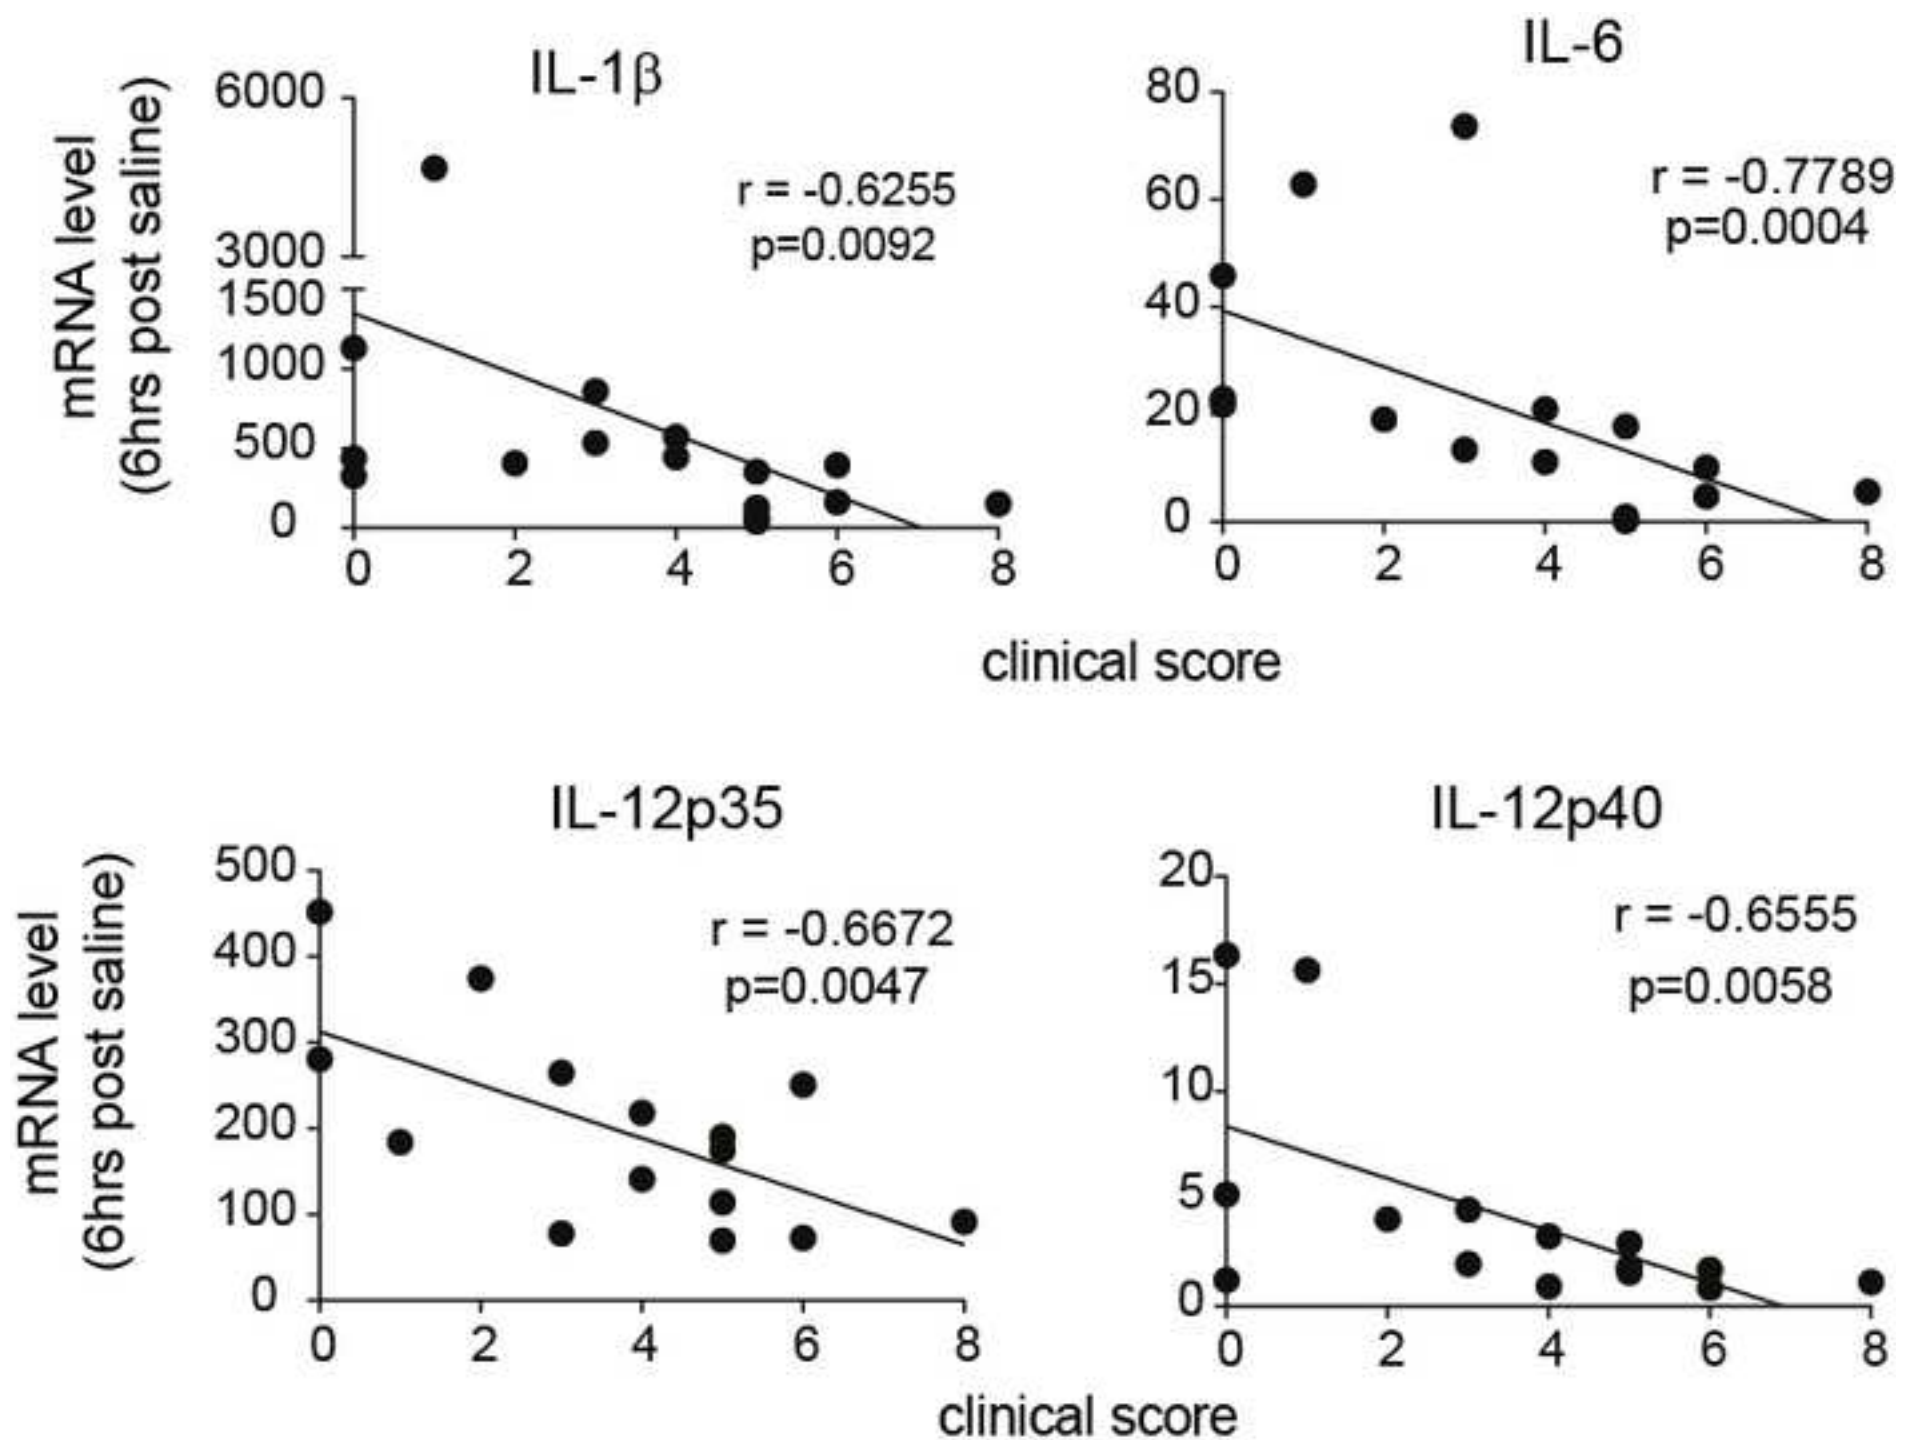 IL-1β
mRNA level
(6hrs post saline)
6000
3000
1500
1000
500
0
r = -0.6255
p=0.0092
0 2 4 6 8
IL-6
80
60
40
20
0
r = -0.7789
p=0.0004
0 2 4 6 8
clinical score
IL-12p35
mRNA level
(6hrs post saline)
500
400
300
200
100
0
r = -0.6672
p=0.0047
0 2 4 6 8
IL-12p40
20
15
10
5
0
r = -0.6555
p=0.0058
0 2 4 6 8
clinical score